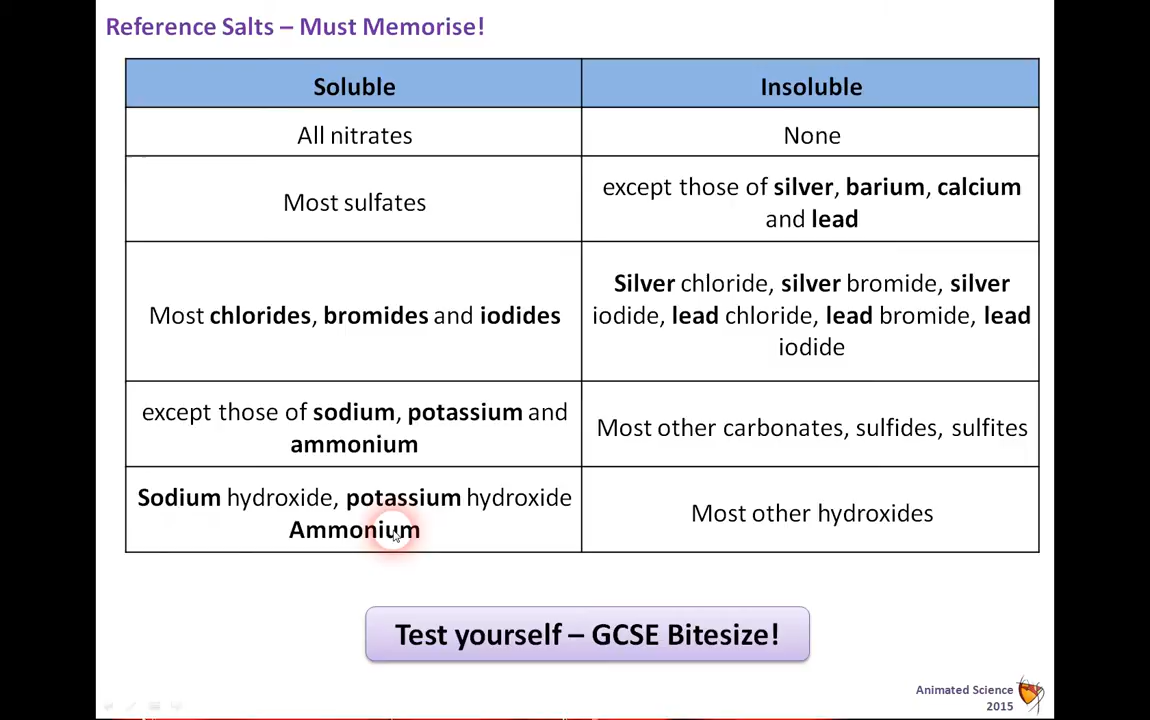 Reference Salts – Must Memorise!
Soluble
Insoluble
All nitrates
None
Most sulfates
except those of silver, barium, calcium
and lead
Most chlorides, bromides and iodides
Silver chloride, silver bromide, silver
iodide, lead chloride, lead bromide, lead
iodide
except those of sodium, potassium and
ammonium
Most other carbonates, sulfides, sulfites
Sodium hydroxide, potassium hydroxide
Ammonium
Most other hydroxides
Test yourself – GCSE Bitesize!
Animated Science
2015